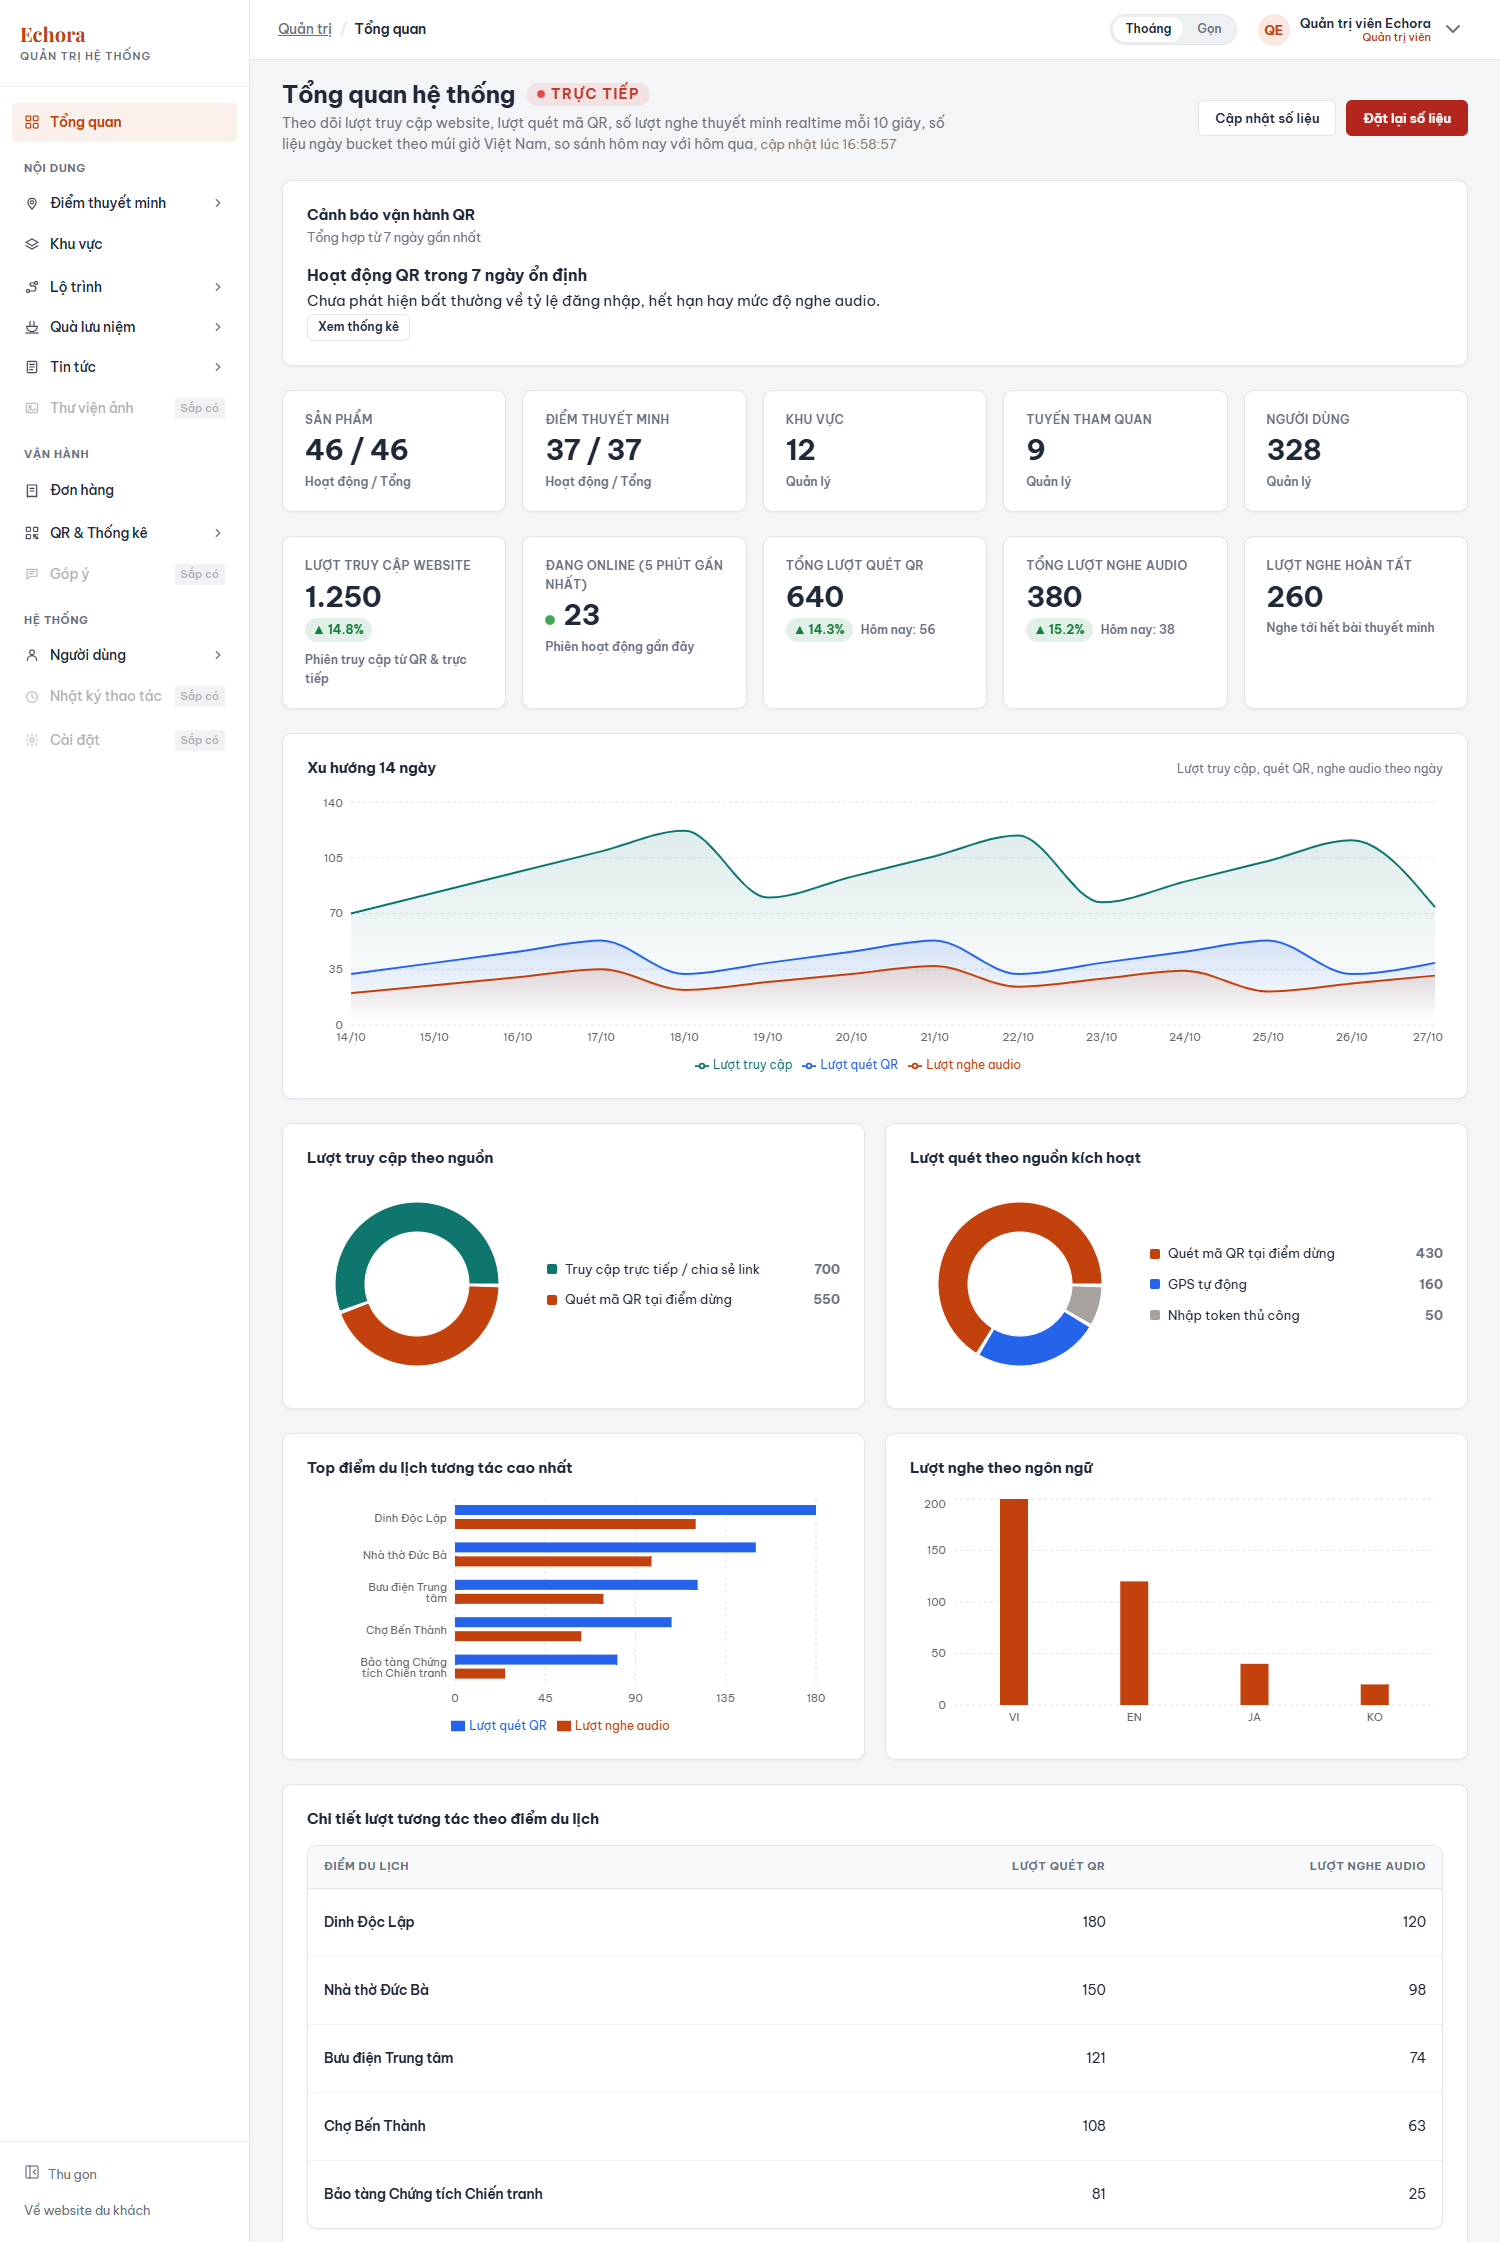 Echora
QUẢN TRỊ HỆ THỐNG
Tổng quan
NỘI DUNG
Điểm thuyết minh
Khu vực
Lộ trình
Quà lưu niệm
Tin tức
Thư viện ảnh
Sắp có
VẬN HÀNH
Đơn hàng
QR & Thống kê
Góp ý
Sắp có
HỆ THỐNG
Người dùng
Nhật ký thao tác
Sắp có
Cài đặt
Sắp có
Thu gọn
Về website du khách
Quản trị / Tổng quan
Thoáng
Gọn
QE
Quản trị viên Echora
Quản trị viên
Tổng quan hệ thống
TRỰC TIẾP
Theo dõi lượt truy cập website, lượt quét mã QR, số lượt nghe thuyết minh realtime mỗi 10 giây, số
liệu ngày bucket theo múi giờ Việt Nam, so sánh hôm nay với hôm qua, cập nhật lúc 16:58:57
Cập nhật số liệu
Đặt lại số liệu
Cảnh báo vận hành QR
Tổng hợp từ 7 ngày gần nhất
Hoạt động QR trong 7 ngày ổn định
Chưa phát hiện bất thường về tỷ lệ đăng nhập, hết hạn hay mức độ nghe audio.
Xem thống kê
SẢN PHẨM
46 / 46
Hoạt động / Tổng
ĐIỂM THUYẾT MINH
37 / 37
Hoạt động / Tổng
KHU VỰC
12
Quản lý
TUYẾN THAM QUAN
9
Quản lý
NGƯỜI DÙNG
328
Quản lý
LƯỢT TRUY CẬP WEBSITE
1.250
▲ 14.8%
Phiên truy cập từ QR & trực
tiếp
ĐANG ONLINE (5 PHÚT GẦN
NHẤT)
23
Phiên hoạt động gần đây
TỔNG LƯỢT QUÉT QR
640
▲ 14.3% Hôm nay: 56
TỔNG LƯỢT NGHE AUDIO
380
▲ 15.2% Hôm nay: 38
LƯỢT NGHE HOÀN TẤT
260
Nghe tới hết bài thuyết minh
Xu hướng 14 ngày
Lượt truy cập, quét QR, nghe audio theo ngày
140
105
70
35
0
14/10 15/10 16/10 17/10 18/10 19/10 20/10 21/10 22/10 23/10 24/10 25/10 26/10 27/10
Lượt truy cập Lượt quét QR Lượt nghe audio
Lượt truy cập theo nguồn
Truy cập trực tiếp / chia sẻ link 700
Quét mã QR tại điểm dừng 550
Lượt quét theo nguồn kích hoạt
Quét mã QR tại điểm dừng 430
GPS tự động 160
Nhập token thủ công 50
Top điểm du lịch tương tác cao nhất
Dinh Độc Lập
Nhà thờ Đức Bà
Bưu điện Trung
tâm
Chợ Bến Thành
Bảo tàng Chứng
tích Chiến tranh
0 45 90 135 180
Lượt quét QR Lượt nghe audio
Lượt nghe theo ngôn ngữ
200
150
100
50
0
VI EN JA KO
Chi tiết lượt tương tác theo điểm du lịch
ĐIỂM DU LỊCH LƯỢT QUÉT QR LƯỢT NGHE AUDIO
Dinh Độc Lập 180 120
Nhà thờ Đức Bà 150 98
Bưu điện Trung tâm 121 74
Chợ Bến Thành 108 63
Bảo tàng Chứng tích Chiến tranh 81 25